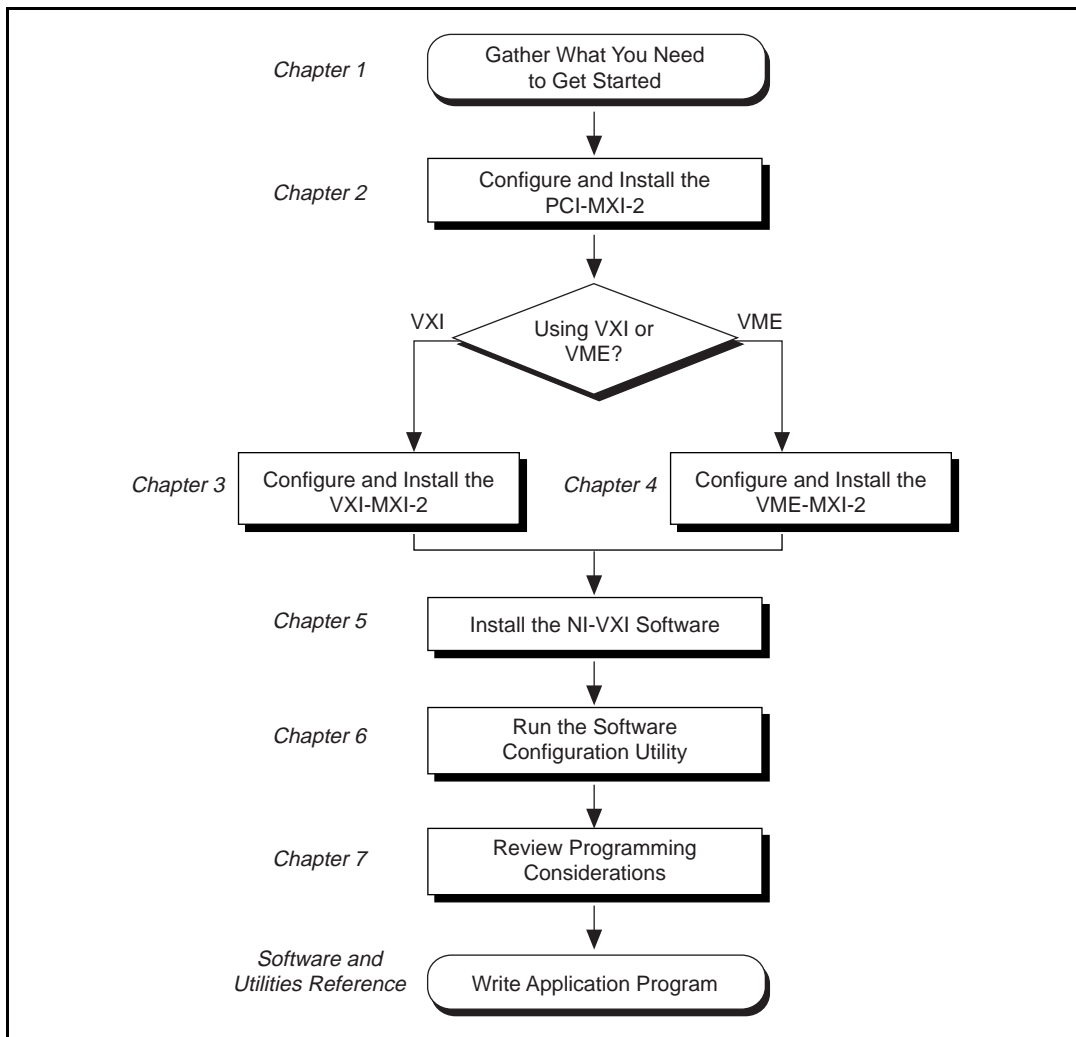 Chapter 1
Gather What You Need
to Get Started
Chapter 2
Configure and Install the
PCI-MXI-2
VXI
Using VXI or
VME?
VME
Chapter 3
Configure and Install the
VXI-MXI-2
Chapter 4
Configure and Install the
VME-MXI-2
Chapter 5
Install the NI-VXI Software
Chapter 6
Run the Software
Configuration Utility
Chapter 7
Review Programming
Considerations
Software and
Utilities Reference
Write Application Program